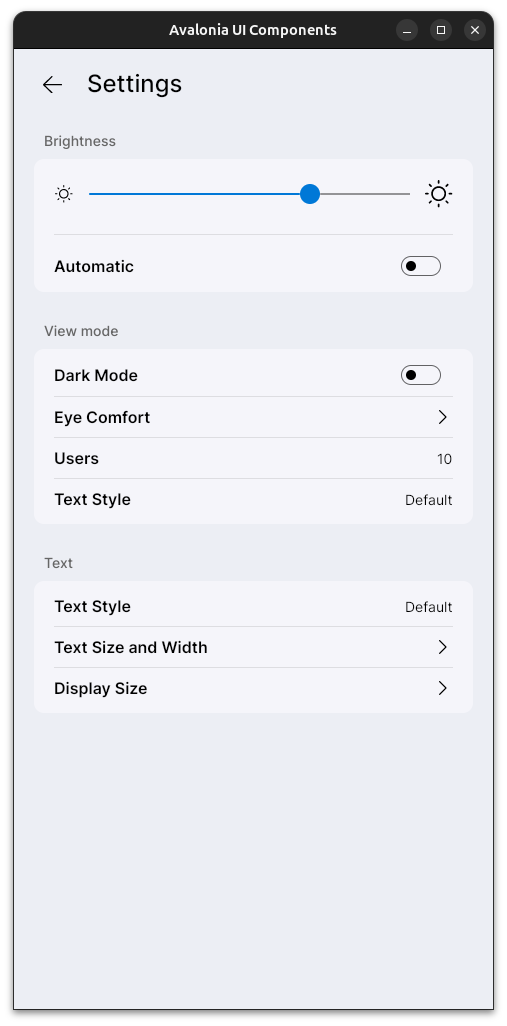 Avalonia UI Components
Settings
Brightness
Automatic
View mode
Dark Mode
Eye Comfort
Users 10
Text Style Default
Text
Text Style Default
Text Size and Width
Display Size